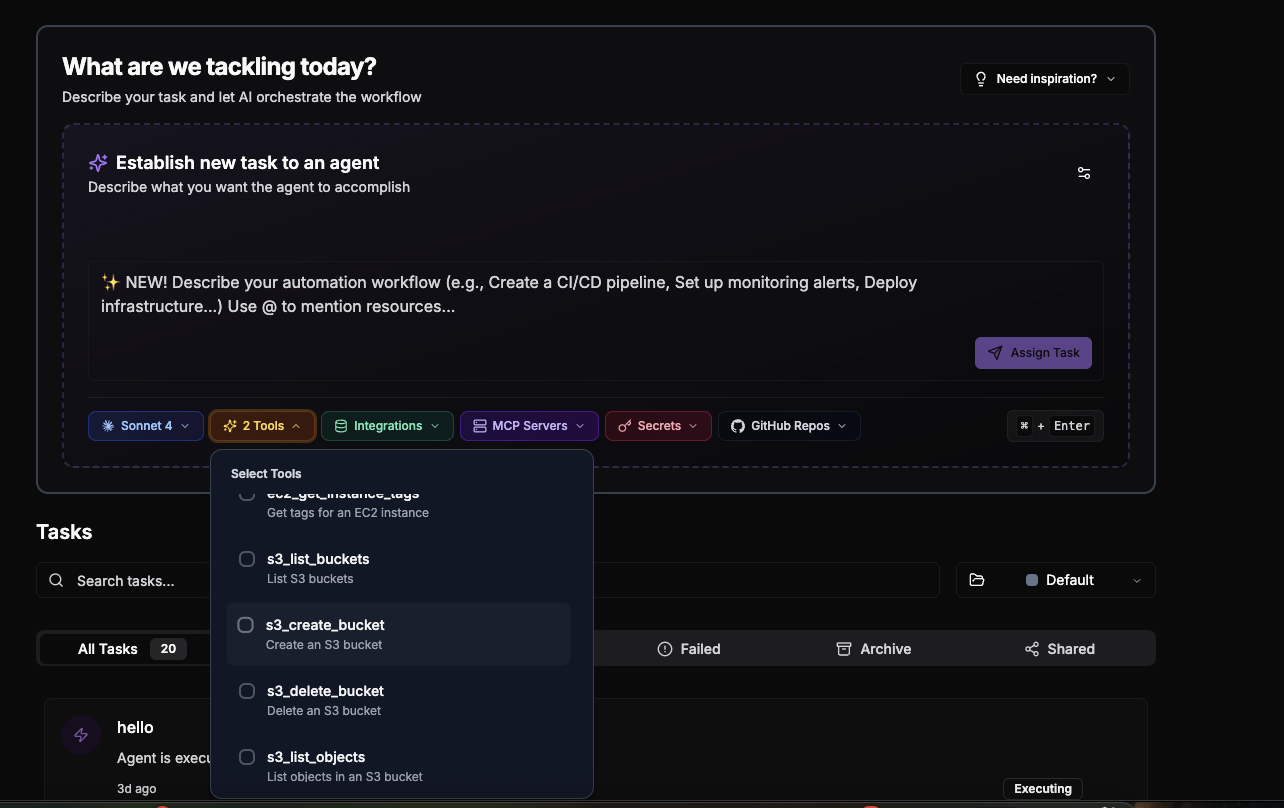 What are we tackling today?
Need inspiration?
Describe your task and let AI orchestrate the workflow
Establish new task to an agent
Describe what you want the agent to accomplish
✨ NEW! Describe your automation workflow (e.g., Create a CI/CD pipeline, Set up monitoring alerts, Deploy
infrastructure...) Use @ to mention resources...
Assign Task
Sonnet 4
2 Tools
Integrations
MCP Servers
Secrets
GitHub Repos
⌘ + Enter
Select Tools
ec2_get_instance_tags
Get tags for an EC2 instance
s3_list_buckets
List S3 buckets
s3_create_bucket
Create an S3 bucket
s3_delete_bucket
Delete an S3 bucket
s3_list_objects
List objects in an S3 bucket
Tasks
Search tasks...
Default
All Tasks 20
Failed
Archive
Shared
hello
Agent is
3d ago
Executing